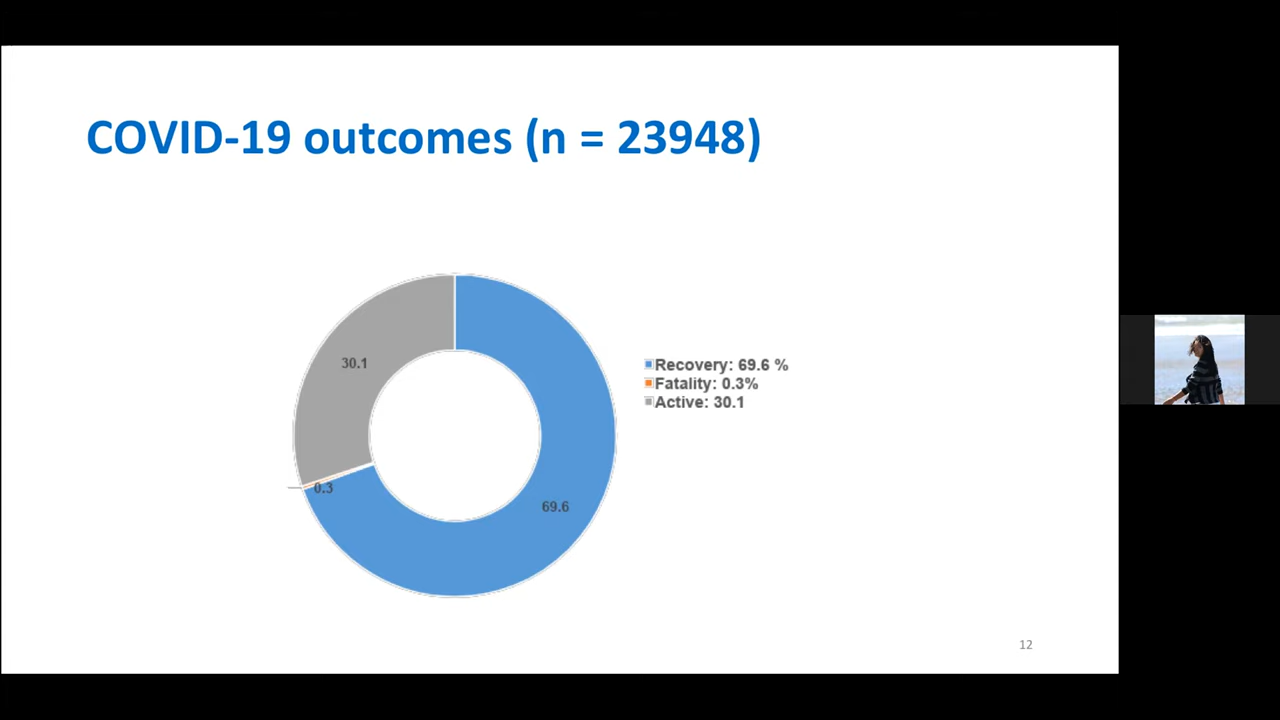 COVID-19 outcomes (n = 23948)
30.1
Recovery: 69.6 %
Fatality: 0.3%
Active: 30.1
0.3
69.6
12